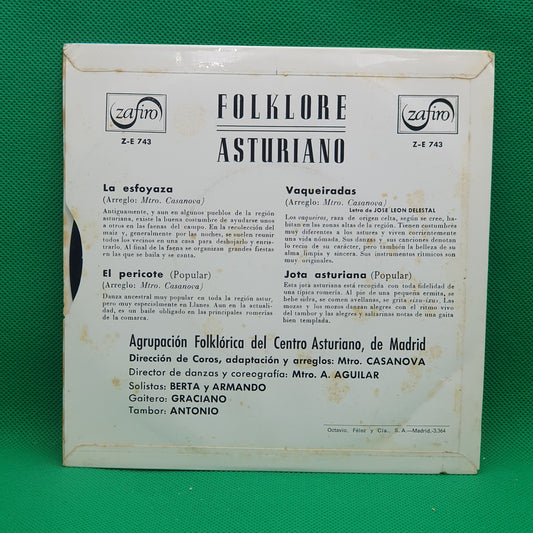 zafiro
Z-E 743
FOLKLORE
ASTURIANO
zafiro
Z-E 743
La esfoyaza
(Arreglo: Mtro. Casanova)
Antiguamente, y aun en algunos pueblos de la región
asturiana, existe la buena costumbre de ayudarse unos
a otros en las faenas del campo. En la recolección del
maíz y, generalmente por las noches, se suelen reunir
todos los vecinos en una casa para deshojarlo y enris-
trarlo. Al final de la faena se organizan grandes fiestas
en las que se baila y se canta.
El pericote (Popular)
(Arreglo: Mtro. Casanova)
Danza ancestral muy popular en toda la región astur,
pero muy especialmente en Llanes. Aun en la actuali-
dad, es un baile obligado en las principales romerías
de la comarca.
Vaqueiradas
(Arreglo: Mtro. Casanova)
Letra de JOSE LEON DELESTAL
Los vaqueiros, raza de origen celta, según se cree, ha-
bitan en las zonas altas de la región. Tienen costumbres
muy diferentes a los astures y viven corrientemente
una vida nómada. Sus danzas y sus canciones denotan
lo recio de su carácter, pero también la belleza de su
alma limpia y sincera. Sus instrumentos rítmicos son
muy originales.
Jota asturiana (Popular)
Esta jota asturiana está recogida con toda fidelidad de
una típica romería. Al pie de una pequeña ermita, se
bebe sidra, se comen avellanas, se grita Los
mozos y las mozas danzan alegres con el ritmo vivo
del tambor y las alegres y saltarinas notas de una gaita
bien templada.
Agrupación Folklórica del Centro Asturiano, de Madrid
Dirección de Coros, adaptación y arreglos: Mtro. CASANOVA
Director de danzas y coreografía: Mtro. A. AGUILAR
Solistas: BERTA y ARMANDO
Gaitero: GRACIANO
Tambor: ANTONIO
Octavio, Félez y Cía., S. A.—Madrid.-3.364